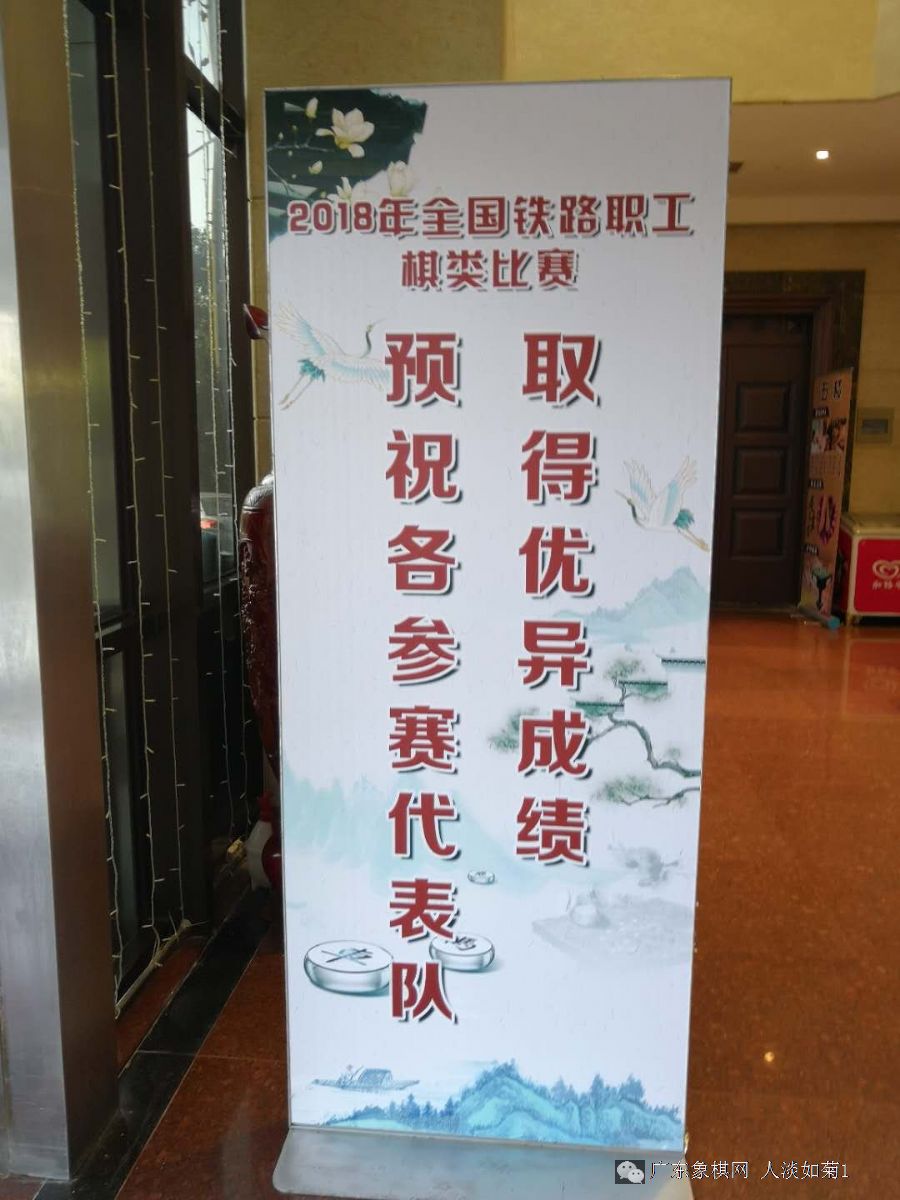 2018年全国铁路职工
棋类比赛
预祝各参赛代表队
取得优异成绩
广东象棋网 人淡如菊1